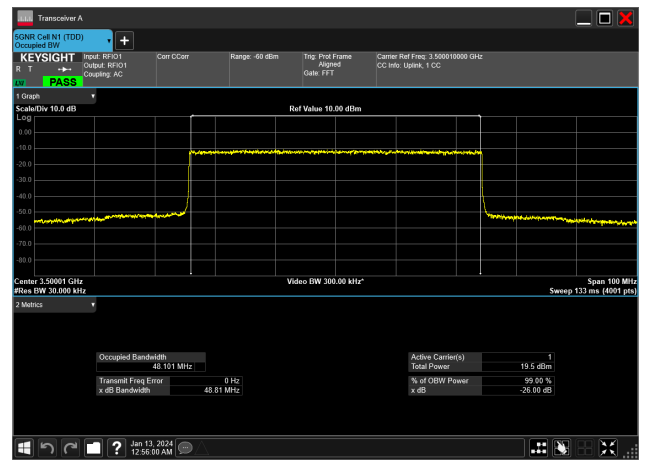 Transceiver A
5GNR Cell N1 (TDD)
Occupied BW
KEYSIGHT
R T
PASS
Input: RFIO1
Output: RFIO1
Coupling: AC
Corr CCorr
Range: -60 dBm
Trig: Prot Frame
Aligned
Gate: FFT
Carrier Ref Freq: 3.500010000 GHz
CC Info: Uplink, 1 CC
1 Graph
Scale/Div 10.0 dB
Ref Value 10.00 dBm
Log
0.00
-10.0
-20.0
-30.0
-40.0
-50.0
-60.0
-70.0
-80.0
Center 3.50001 GHz
Video BW 300.00 kHz*
Span 100 MHz
#Res BW 30.000 kHz
Sweep 133 ms (4001 pts)
2 Metrics
Occupied Bandwidth
48.101 MHz
Transmit Freq Error 0 Hz
x dB Bandwidth 48.81 MHz
Active Carrier(s) 1
Total Power 19.5 dBm
% of OBW Power 99.00 %
x dB -26.00 dB
Jan 13, 2024
12:56:00 AM